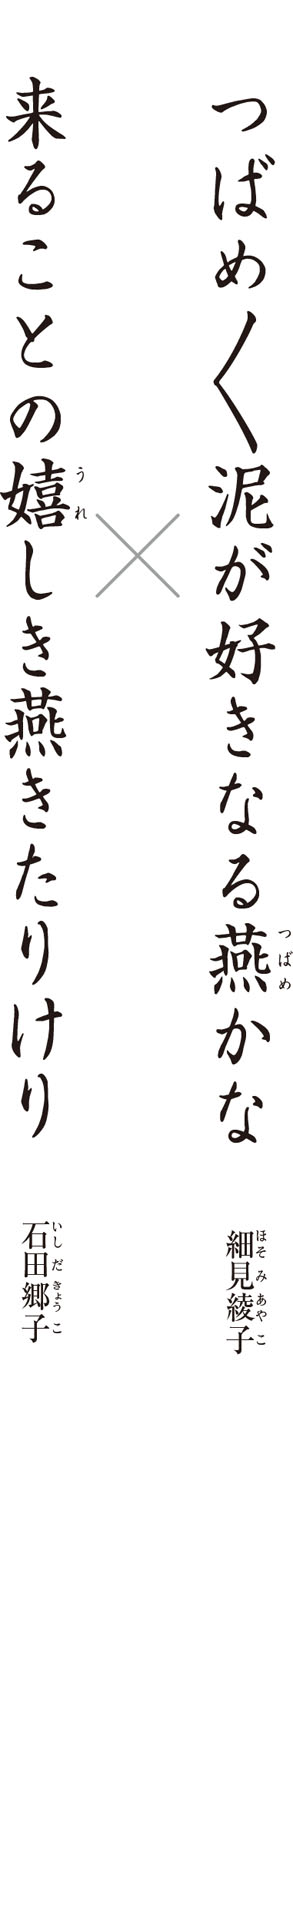 つばめ〱泥が好きなる燕かな
つばめ
細見綾子
ほそみあやこ
×
来ることの嬉しき燕きたりけり
うれ
石田郷子
いしだきょうこ